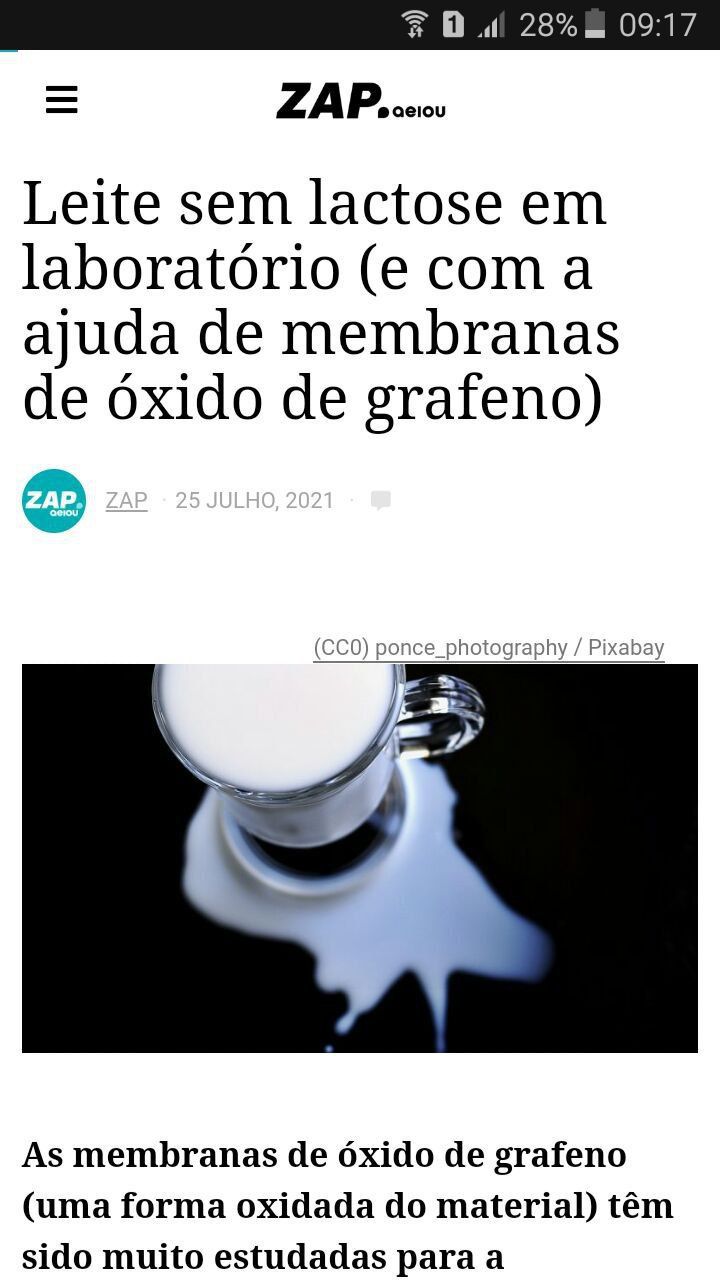 1 28% 09:17
ZAP.aeiou
Leite sem lactose em
laboratório (e com a
ajuda de membranas
de óxido de grafeno)
ZAP.
aeiou
ZAP · 25 JULHO, 2021 ·
(CC0) ponce_photography / Pixabay
As membranas de óxido de grafeno
(uma forma oxidada do material) têm
sido muito estudadas para a